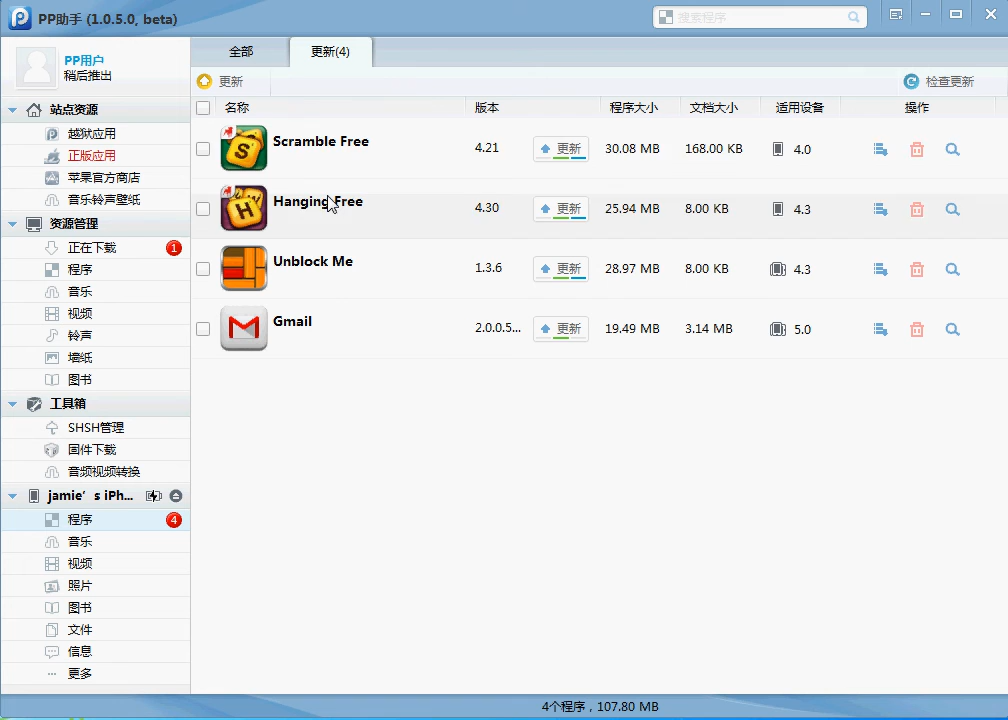 PP助手 (1.0.5.0, beta)
搜索程序
PP用户
稍后推出
站点资源
越狱应用
正版应用
苹果官方商店
音乐铃声壁纸
资源管理
正在下载 1
程序
音乐
视频
铃声
墙纸
图书
工具箱
SHSH管理
固件下载
音频视频转换
jamie’s iPh...
程序 4
音乐
视频
照片
图书
文件
信息
更多
全部 更新(4)
更新 检查更新
名称 版本 程序大小 文档大小 适用设备 操作
Scramble Free 4.21 更新 30.08 MB 168.00 KB 4.0
Hanging Free 4.30 更新 25.94 MB 8.00 KB 4.3
Unblock Me 1.3.6 更新 28.97 MB 8.00 KB 4.3
Gmail 2.0.0.5... 更新 19.49 MB 3.14 MB 5.0
4个程序，107.80 MB